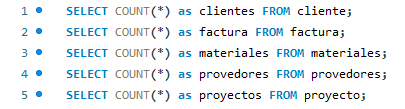 1 SELECT COUNT(*) as clientes FROM cliente;
2 SELECT COUNT(*) as factura FROM factura;
3 SELECT COUNT(*) as materiales FROM materiales;
4 SELECT COUNT(*) as provedores FROM provedores;
5 SELECT COUNT(*) as proyectos FROM proyecto;